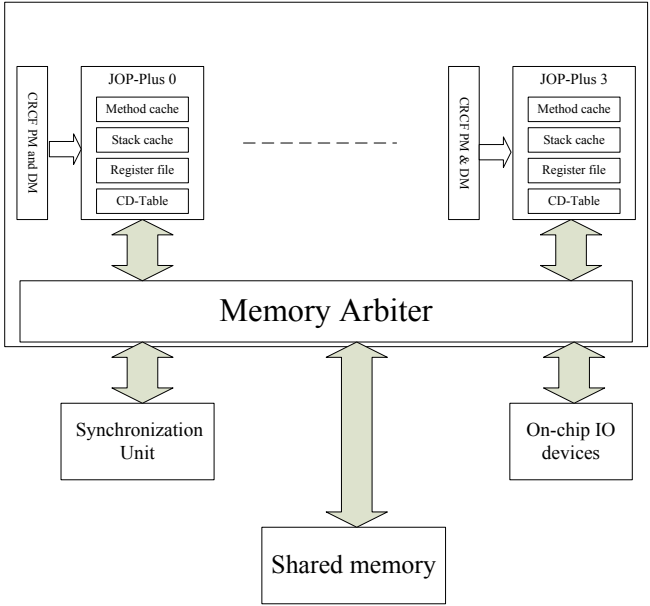 CRCF PM and DM
JOP-Plus 0
Method cache
Stack cache
Register file
CD-Table
CRCF PM & DM
JOP-Plus 3
Method cache
Stack cache
Register file
CD-Table
Memory Arbiter
Synchronization
Unit
On-chip IO
devices
Shared memory